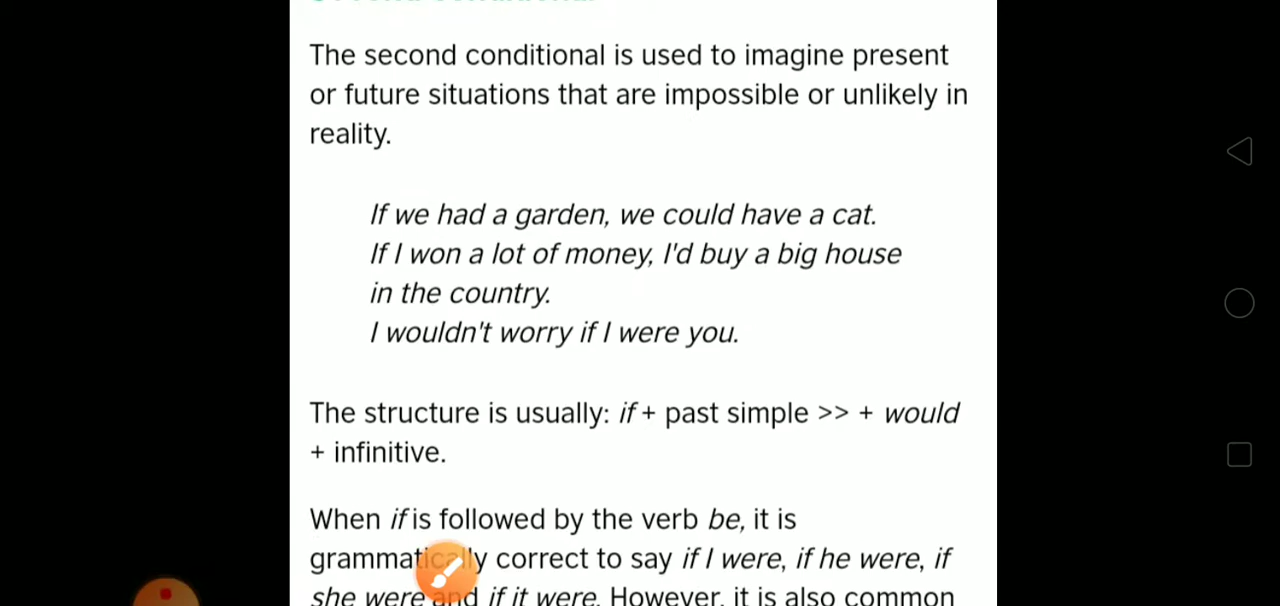 The second conditional is used to imagine present
or future situations that are impossible or unlikely in
reality.
If we had a garden, we could have a cat.
If I won a lot of money, I'd buy a big house
in the country.
I wouldn't worry if I were you.
The structure is usually: if + past simple >> + would
+ infinitive.
When if is followed by the verb be, it is
grammatically correct to say if I were, if he were, if
she were and if it were. However, it is also common